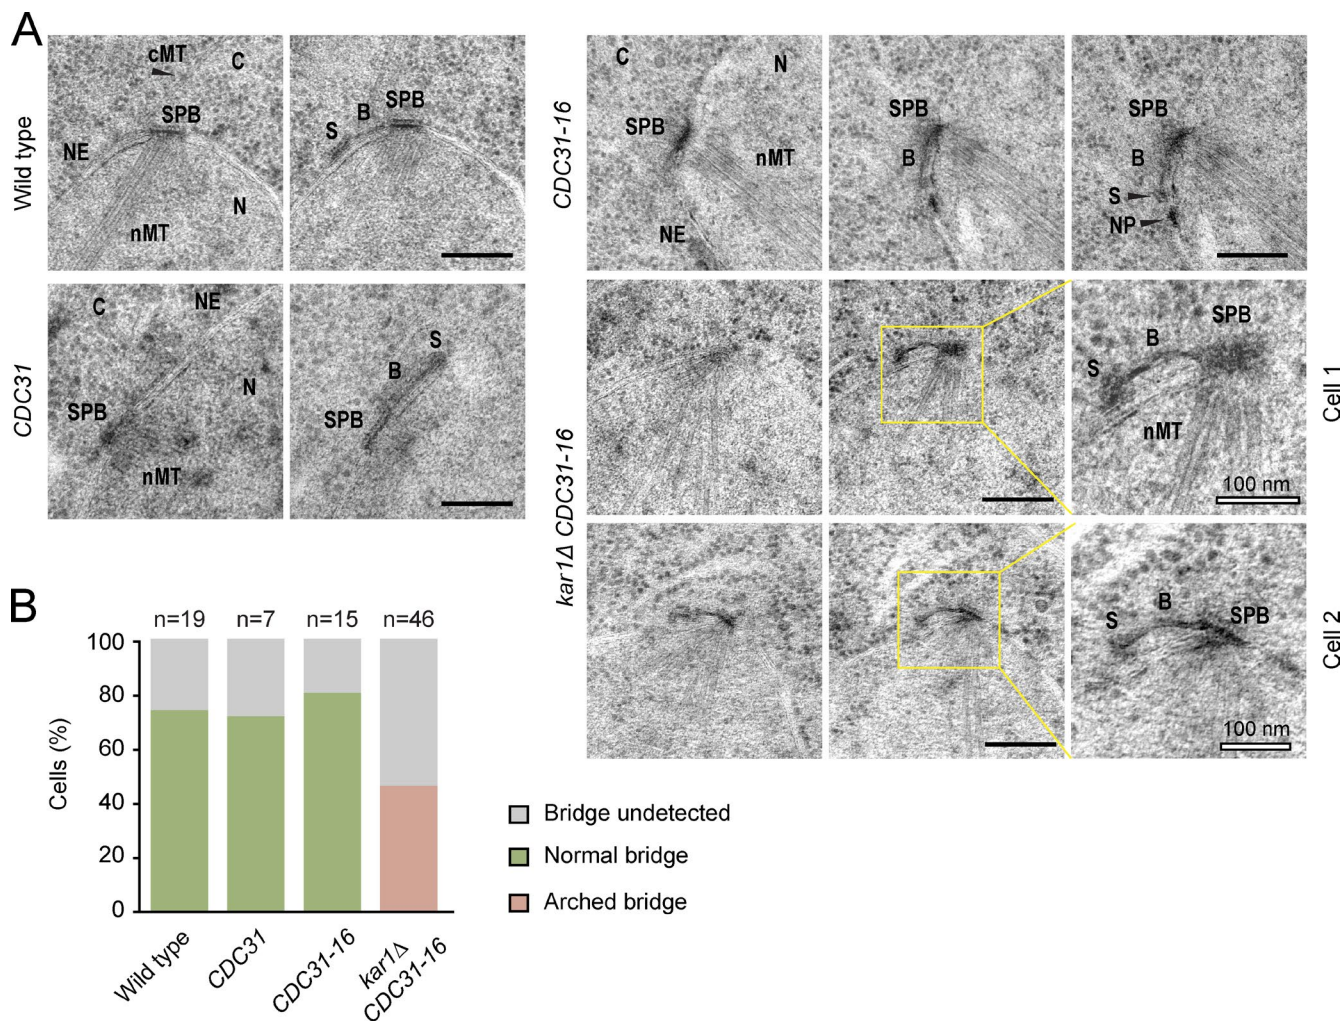 A
Wild type
cMT
C
SPB
NE
N
nMT
SPB
B
S
CDC31
C
NE
N
SPB
nMT
S
B
SPB
CDC31-16
C
N
SPB
nMT
NE
SPB
B
SPB
B
S
NP
kar1Δ CDC31-16
SPB
B
S
nMT
100 nm
Cell 1
B
S
SPB
100 nm
Cell 2
B
n=19 n=7 n=15 n=46
Cells (%)
100
80
60
40
20
0
Wild type
CDC31
CDC31-16
kar1Δ
CDC31-16
Bridge undetected
Normal bridge
Arched bridge